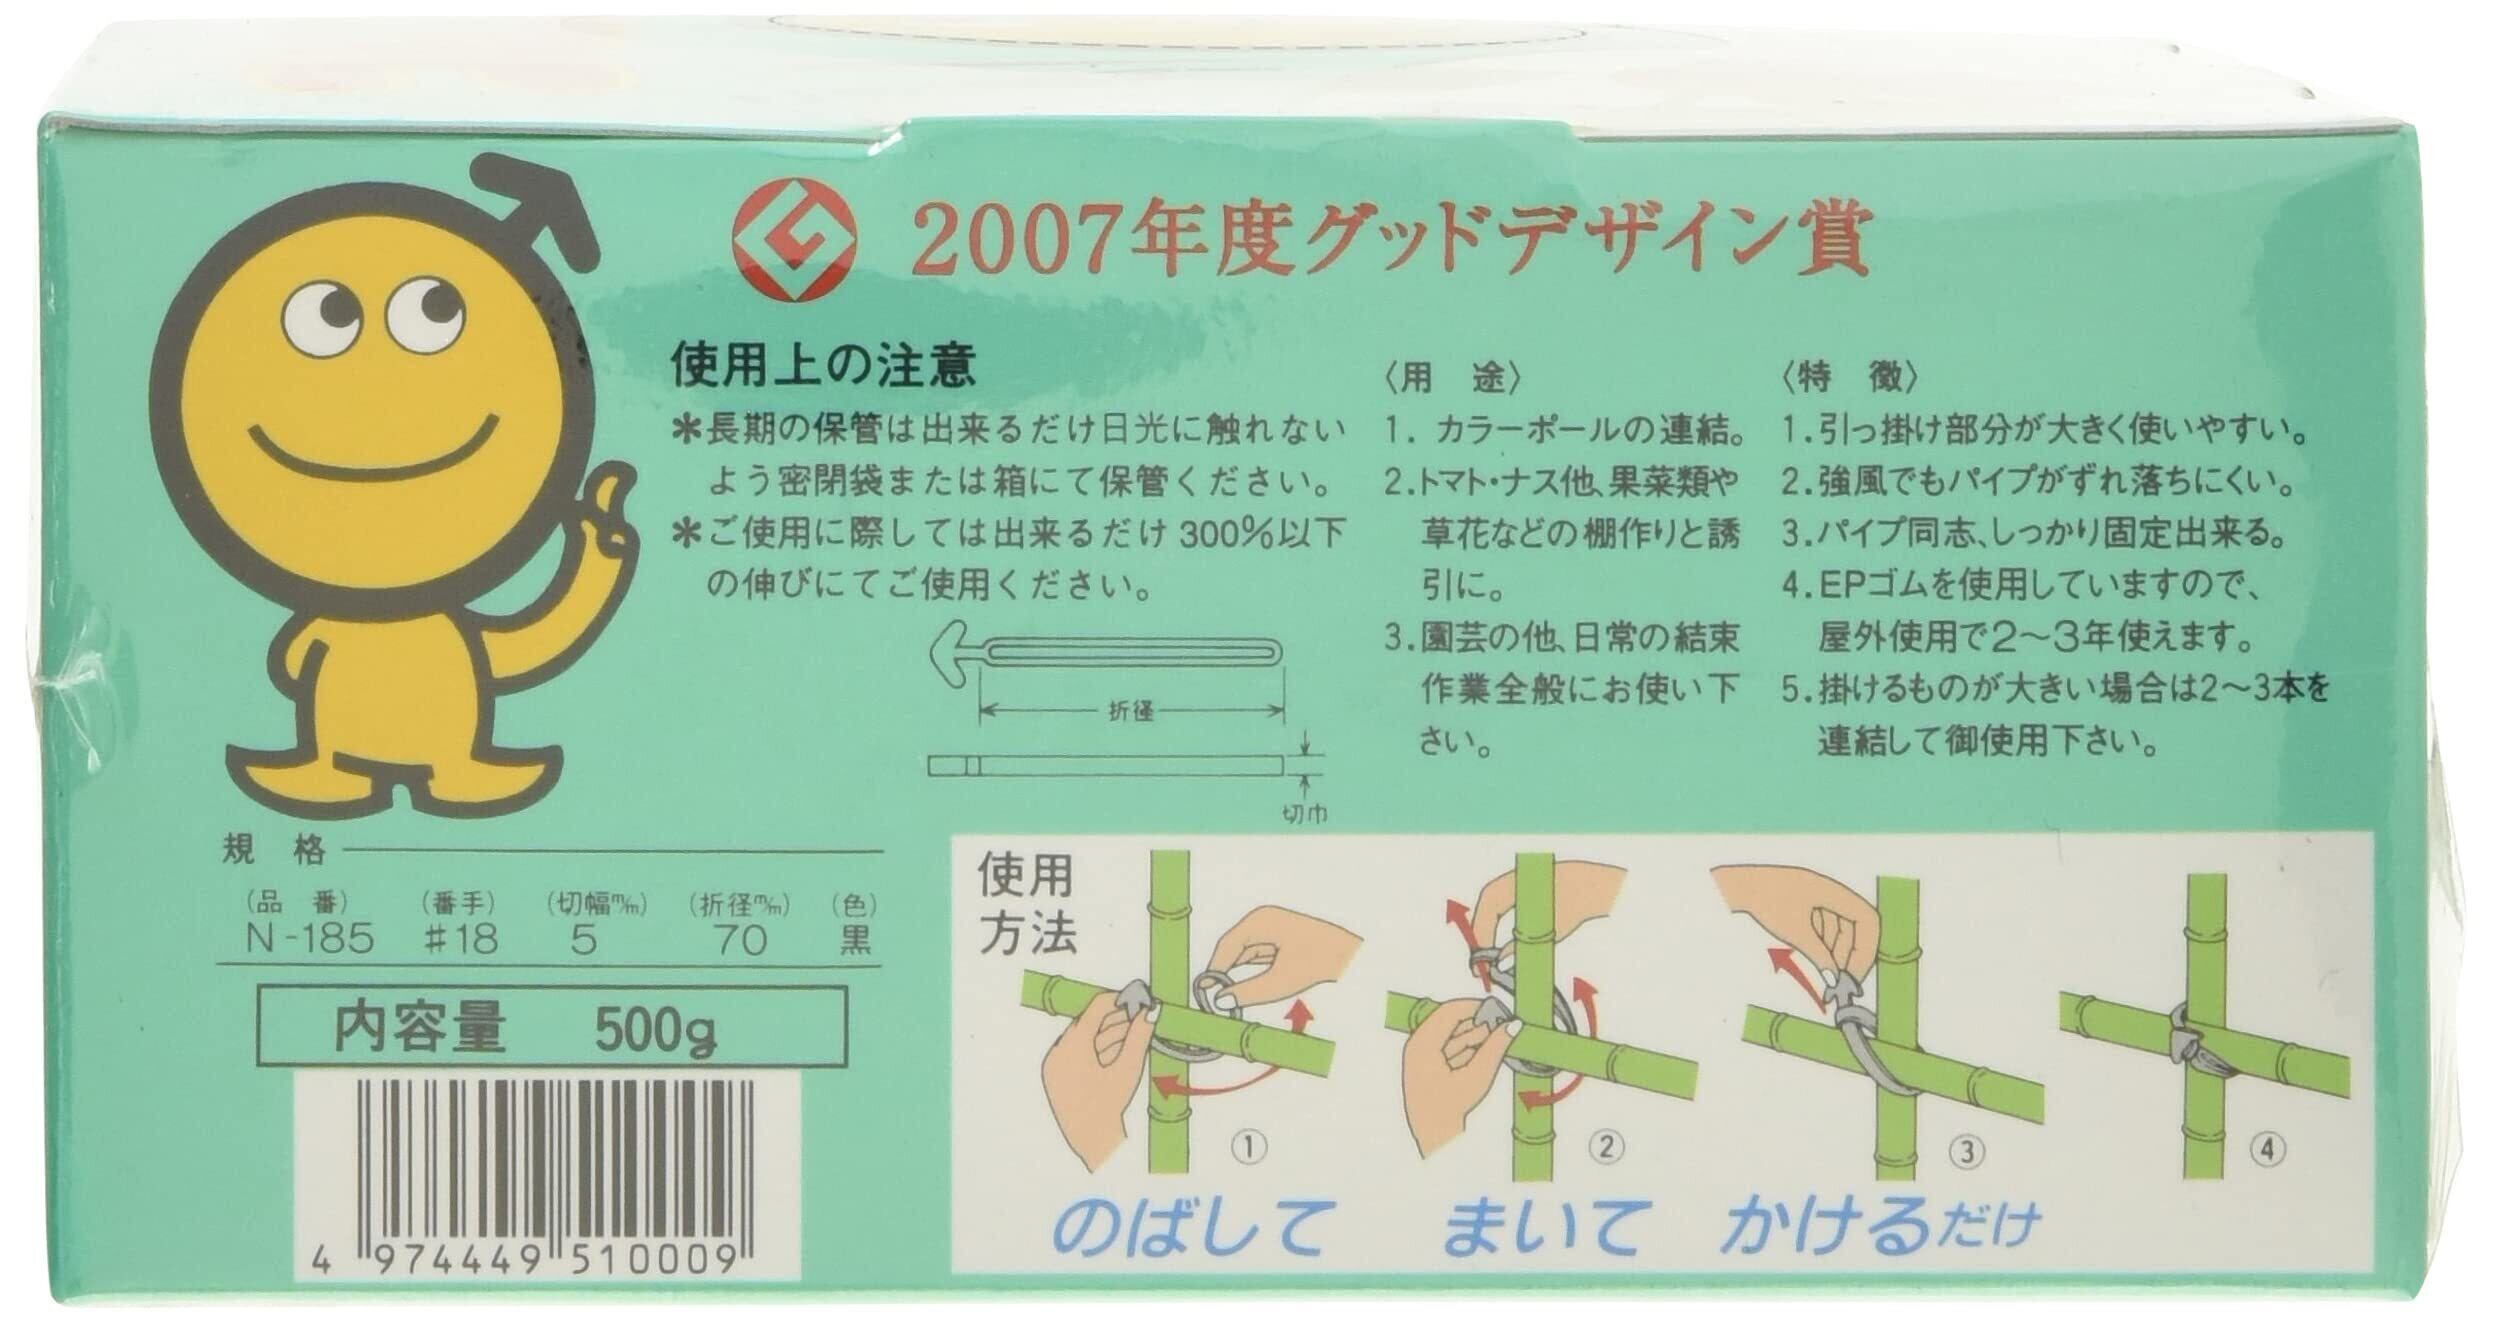 2007年度グッドデザイン賞
使用上の注意
＊長期の保管は出来るだけ日光に触れない
よう密閉袋または箱にて保管ください。
＊ご使用に際しては出来るだけ300%以下
の伸びにてご使用ください。
折径
切巾
〈用　途〉
1. カラーポールの連結。
2.トマト・ナス他、果菜類や
草花などの棚作りと誘
引に。
3.園芸の他、日常の結束
作業全般にお使い下
さい。
〈特　徴〉
1.引っ掛け部分が大きく使いやすい。
2.強風でもパイプがずれ落ちにくい。
3.パイプ同志、しっかり固定出来る。
4.EPゴムを使用していますので、
屋外使用で2～3年使えます。
5.掛けるものが大きい場合は2～3本を
連結して御使用下さい。
規　格
(品　番) (番手) (切幅m/m) (折径m/m) (色)
N-185 #18 5 70 黒
内容量 500g
4 974449 510009
使用
方法
① ② ③ ④
のばして まいて かけるだけ